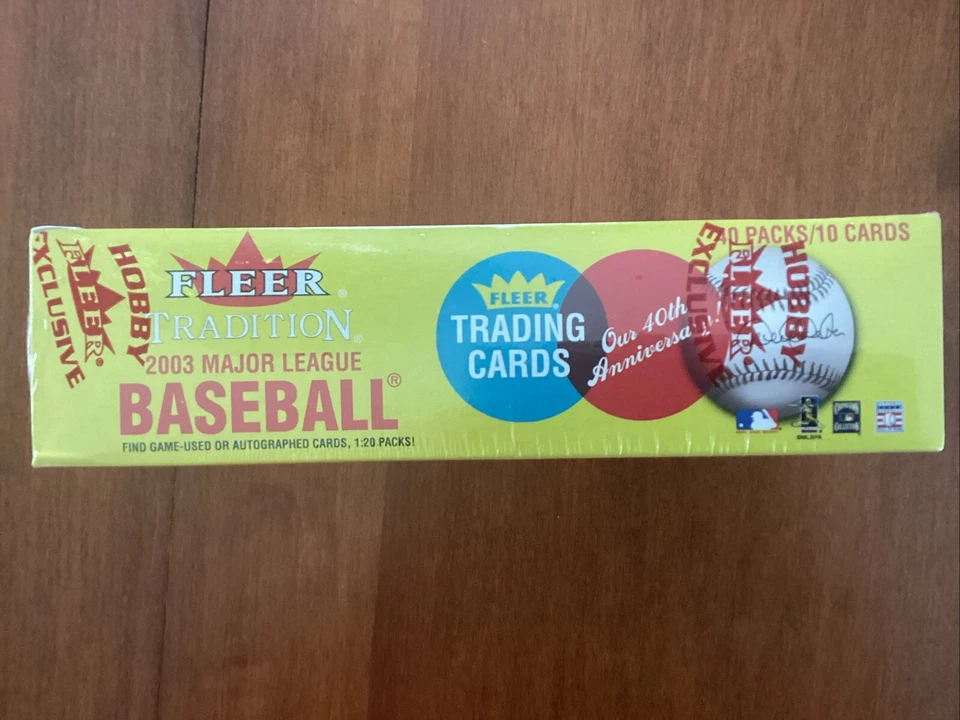 HOBBY
FLEER®
EXCLUSIVE
FLEER®
TRADITION®
2003 MAJOR LEAGUE
BASEBALL®
FIND GAME-USED OR AUTOGRAPHED CARDS, 1:20 PACKS!
FLEER®
TRADING
CARDS
Our 40th
Anniversary!
40 PACKS/10 CARDS
HOBBY
FLEER®
EXCLUSIVE